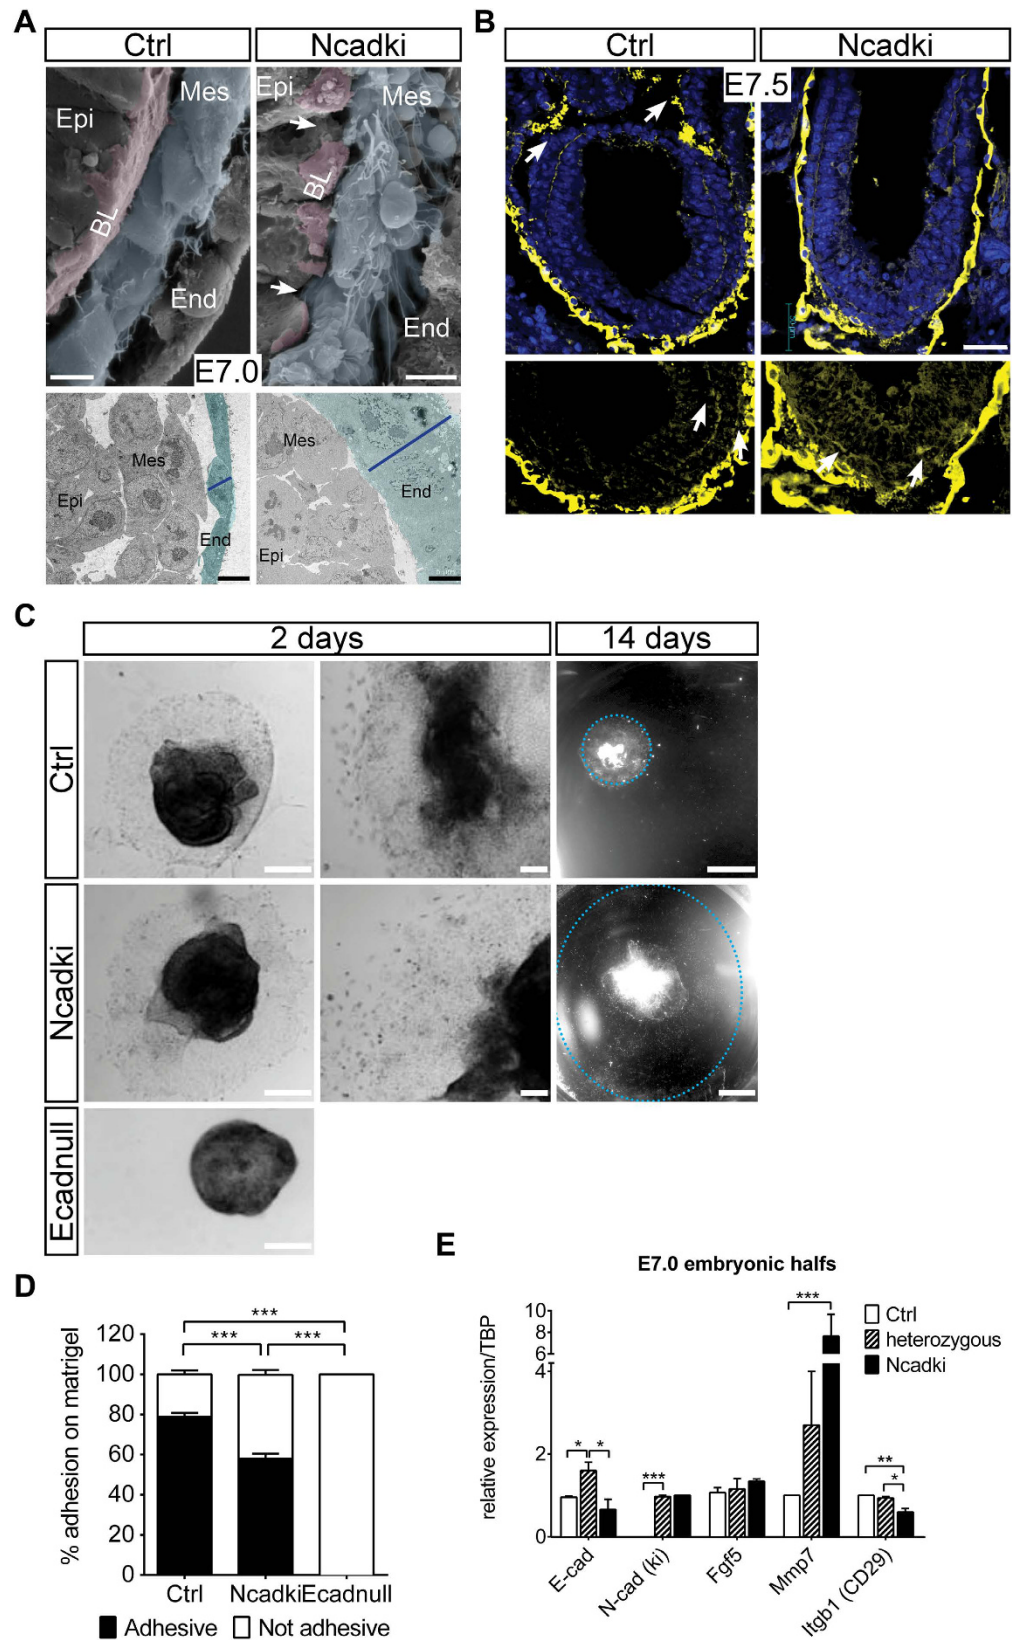 A
Ctrl
Ncadki
Epi
Mes
BL
End
Epi
Mes
BL
End
E7.0
Mes
Epi
End
Mes
End
Epi
B
Ctrl
Ncadki
E7.5
C
2 days
14 days
Ctrl
Ncadki
Ecadnull
D
% adhesion on matrigel
120
100
80
60
40
20
0
***
*** ***
Ctrl NcadkiEcadnull
Adhesive Not adhesive
E
E7.0 embryonic halfs
relative expression/TBP
10
8
6
4
2
0
* *
***
***
**
*
Ctrl
heterozygous
Ncadki
E-cad
N-cad (ki)
Fgf5
Mmp7
Itgb1 (CD29)